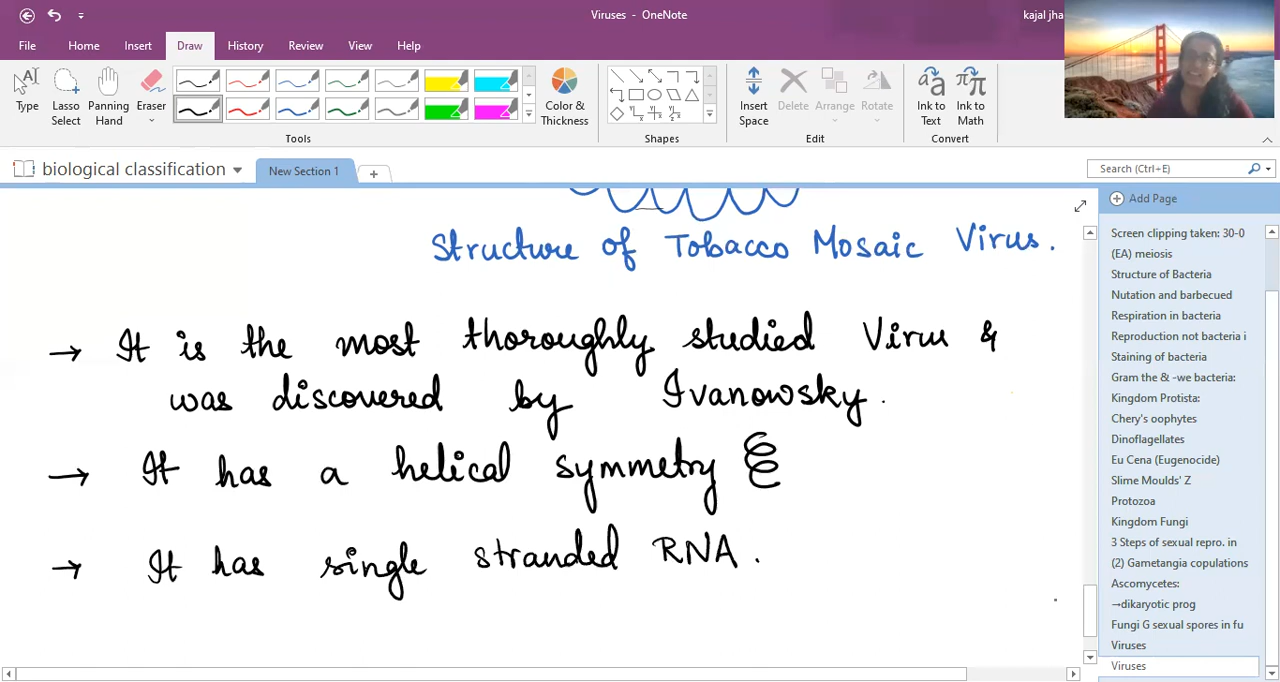 Viruses - OneNote
kajal jha
File Home Insert Draw History Review View Help
Type Lasso Select Panning Hand Eraser Color & Thickness Insert Space Delete Arrange Rotate Ink to Text Ink to Math
Tools Shapes Edit Convert
biological classification New Section 1 Search (Ctrl+E)
Add Page
Structure of Tobacco Mosaic Virus.
→ It is the most thoroughly studied Virus &
was discovered by Ivanowsky.
→ It has a helical symmetry
→ It has single stranded RNA.
Screen clipping taken: 30-0
(EA) meiosis
Structure of Bacteria
Nutation and barbecued
Respiration in bacteria
Reproduction not bacteria i
Staining of bacteria
Gram the & -we bacteria:
Kingdom Protista:
Chery's oophytes
Dinoflagellates
Eu Cena (Eugenocide)
Slime Moulds' Z
Protozoa
Kingdom Fungi
3 Steps of sexual repro. in
(2) Gametangia copulations
Ascomycetes:
→dikaryotic prog
Fungi G sexual spores in fu
Viruses
Viruses